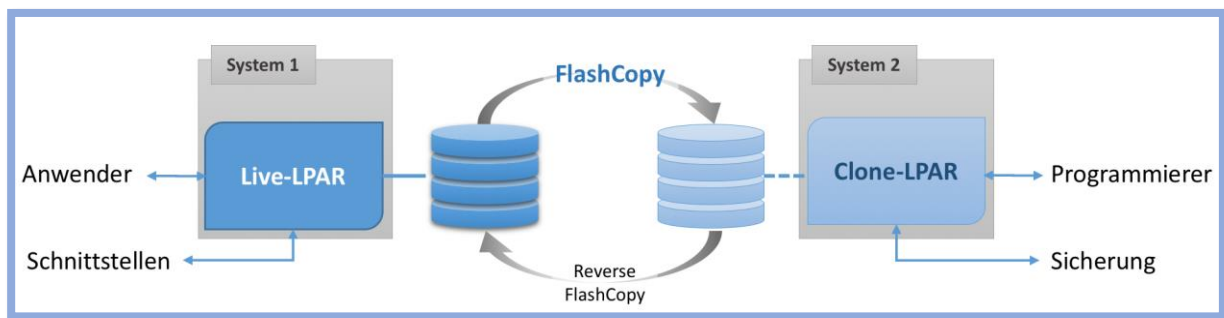 System 1
System 2
FlashCopy
Anwender
Live-LPAR
Clone-LPAR
Programmierer
Schnittstellen
Reverse
FlashCopy
Sicherung